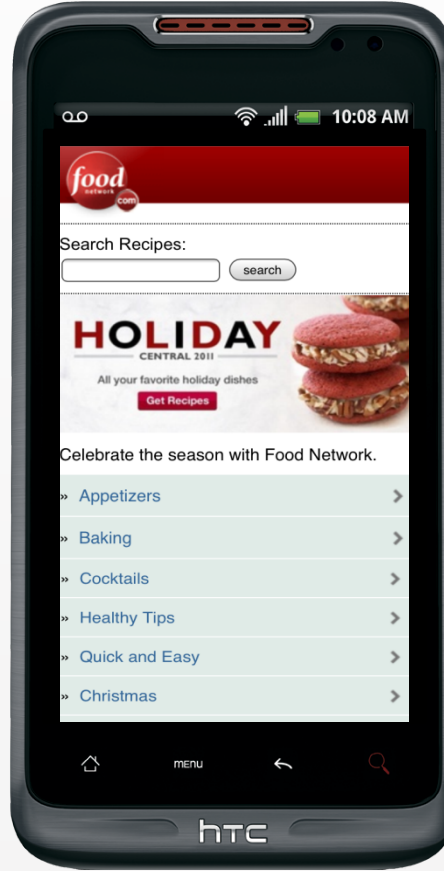 10:08 AM
food
network
com
Search Recipes:
search
HOLIDAY
CENTRAL 2011
All your favorite holiday dishes
Get Recipes
Celebrate the season with Food Network.
» Appetizers
» Baking
» Cocktails
» Healthy Tips
» Quick and Easy
» Christmas
MENU
hTC